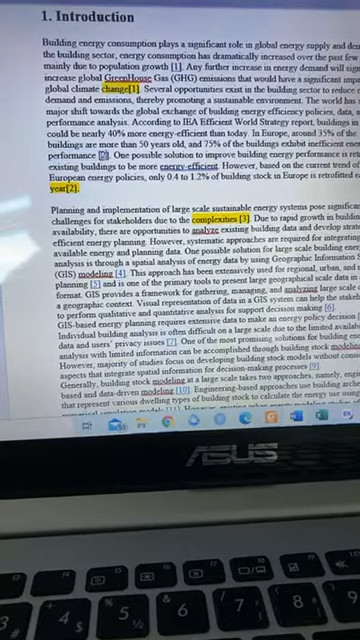 1. Introduction
Building energy consumption plays a significant role in global energy supply and
the building sector, energy consumption has dramatically increased over the past few
mainly due to population growth [1]. Any further increase in energy demand will
increase global GreenHouse Gas (GHG) emissions that would have a significant
global climate change[1]. Several opportunities exist in the building sector to reduce
demand and emissions, thereby promoting a sustainable environment. The world has
major shift towards the global exchange of building energy efficiency policies, data,
performance analysis. According to IEA Efficient World Strategy report, buildings in
could be nearly 40% more energy-efficient than today. In Europe, around 35% of the
buildings are more than 50 years old, and 75% of buildings exhibit inefficient
performance [2]. One possible solution to improve building energy performance is
existing buildings to be more energy-efficient. However, based on the current trend of
European energy policies, only 0.4 to 1.2% of building stock in Europe is retrofitted
year[2].
Planning and implementation of large scale sustainable energy systems pose
challenges for stakeholders due to the complexities [3]. Due to rapid growth in
availability, there are opportunities to analyze existing building data and develop
efficient energy planning. However, systematic approaches are required for integrating
available energy and planning data. One possible solution for large scale building
analysis is through a spatial analysis of energy data by using Geographic Information
(GIS) modeling [4]. This approach has been extensively used for regional, urban, and
planning [5] and is one of the primary tools to present large geographical scale data in
format. GIS provides a framework for gathering, managing, and analyzing large scale
a geographic context. Visual representation of data in a GIS system can help the
to perform qualitative and quantitative analysis for support decision making [6].
GIS-based energy planning requires extensive data to make an energy policy decision
Individual building analysis is often difficult on a large scale due to the limited
data and users' privacy issues [7]. One of the most promising solutions for building
analysis with limited information can be accomplished through building stock
However, majority of studies focus on developing building stock models without
aspects that integrate spatial information for decision-making processes [9].
Generally, building stock modeling at a large scale takes two approaches, namely,
based and data-driven modeling [10]. Engineering-based approaches use building
that represent various dwelling types of building stock to calculate the energy use
[11]. However,
ASUS
3
4
$
5
½
&
6
7
8
9